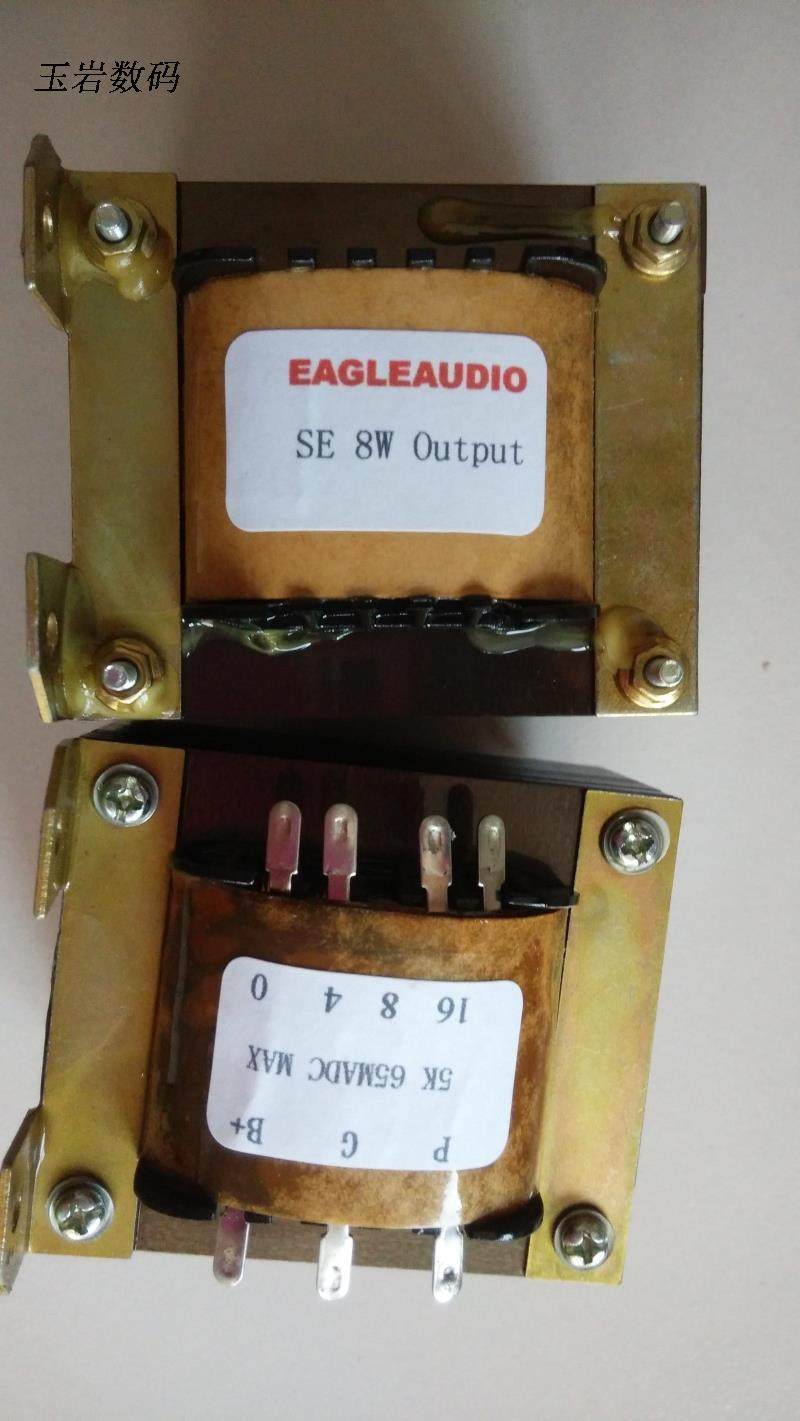 玉岩数码
EAGLEAUDIO
SE 8W Output
P G B+
5K 65MADC MAX
16 8 4 0